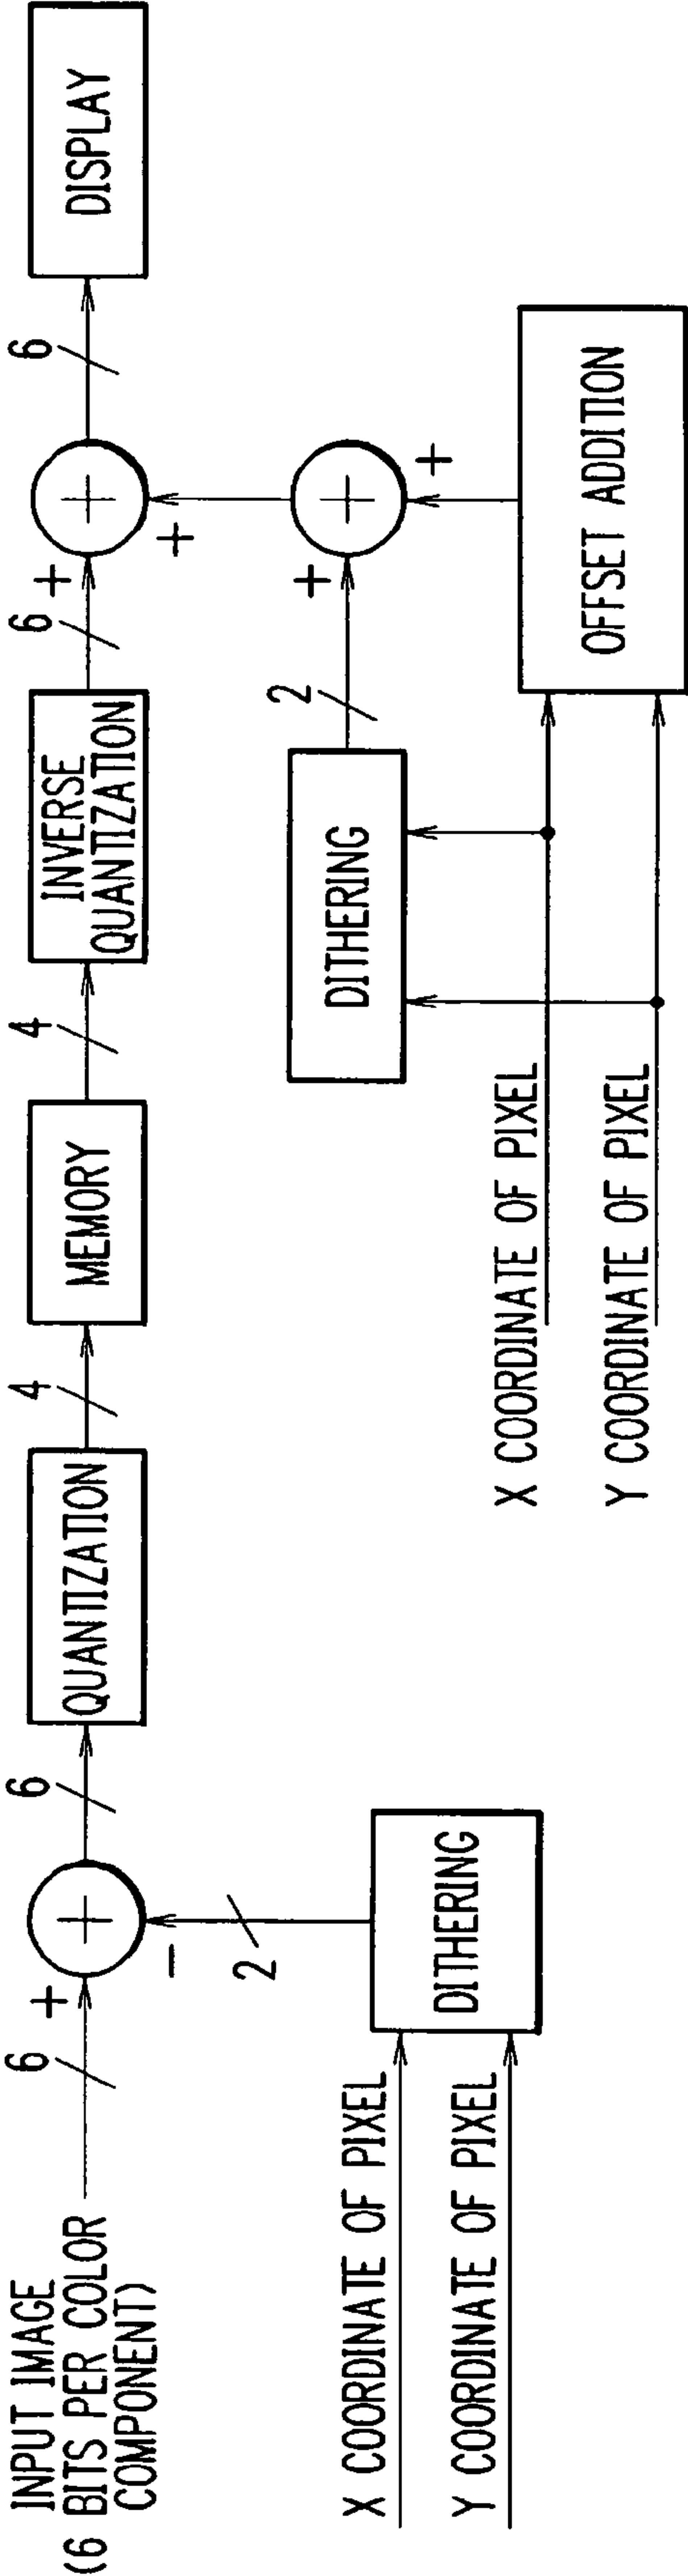 INPUT IMAGE
(6 BITS PER COLOR
COMPONENT)
6
+
-
2
6
QUANTIZATION
4
MEMORY
4
INVERSE
QUANTIZATION
6
+
+
6
DISPLAY
X COORDINATE OF PIXEL
Y COORDINATE OF PIXEL
DITHERING
X COORDINATE OF PIXEL
Y COORDINATE OF PIXEL
DITHERING
2
+
+
OFFSET ADDITION